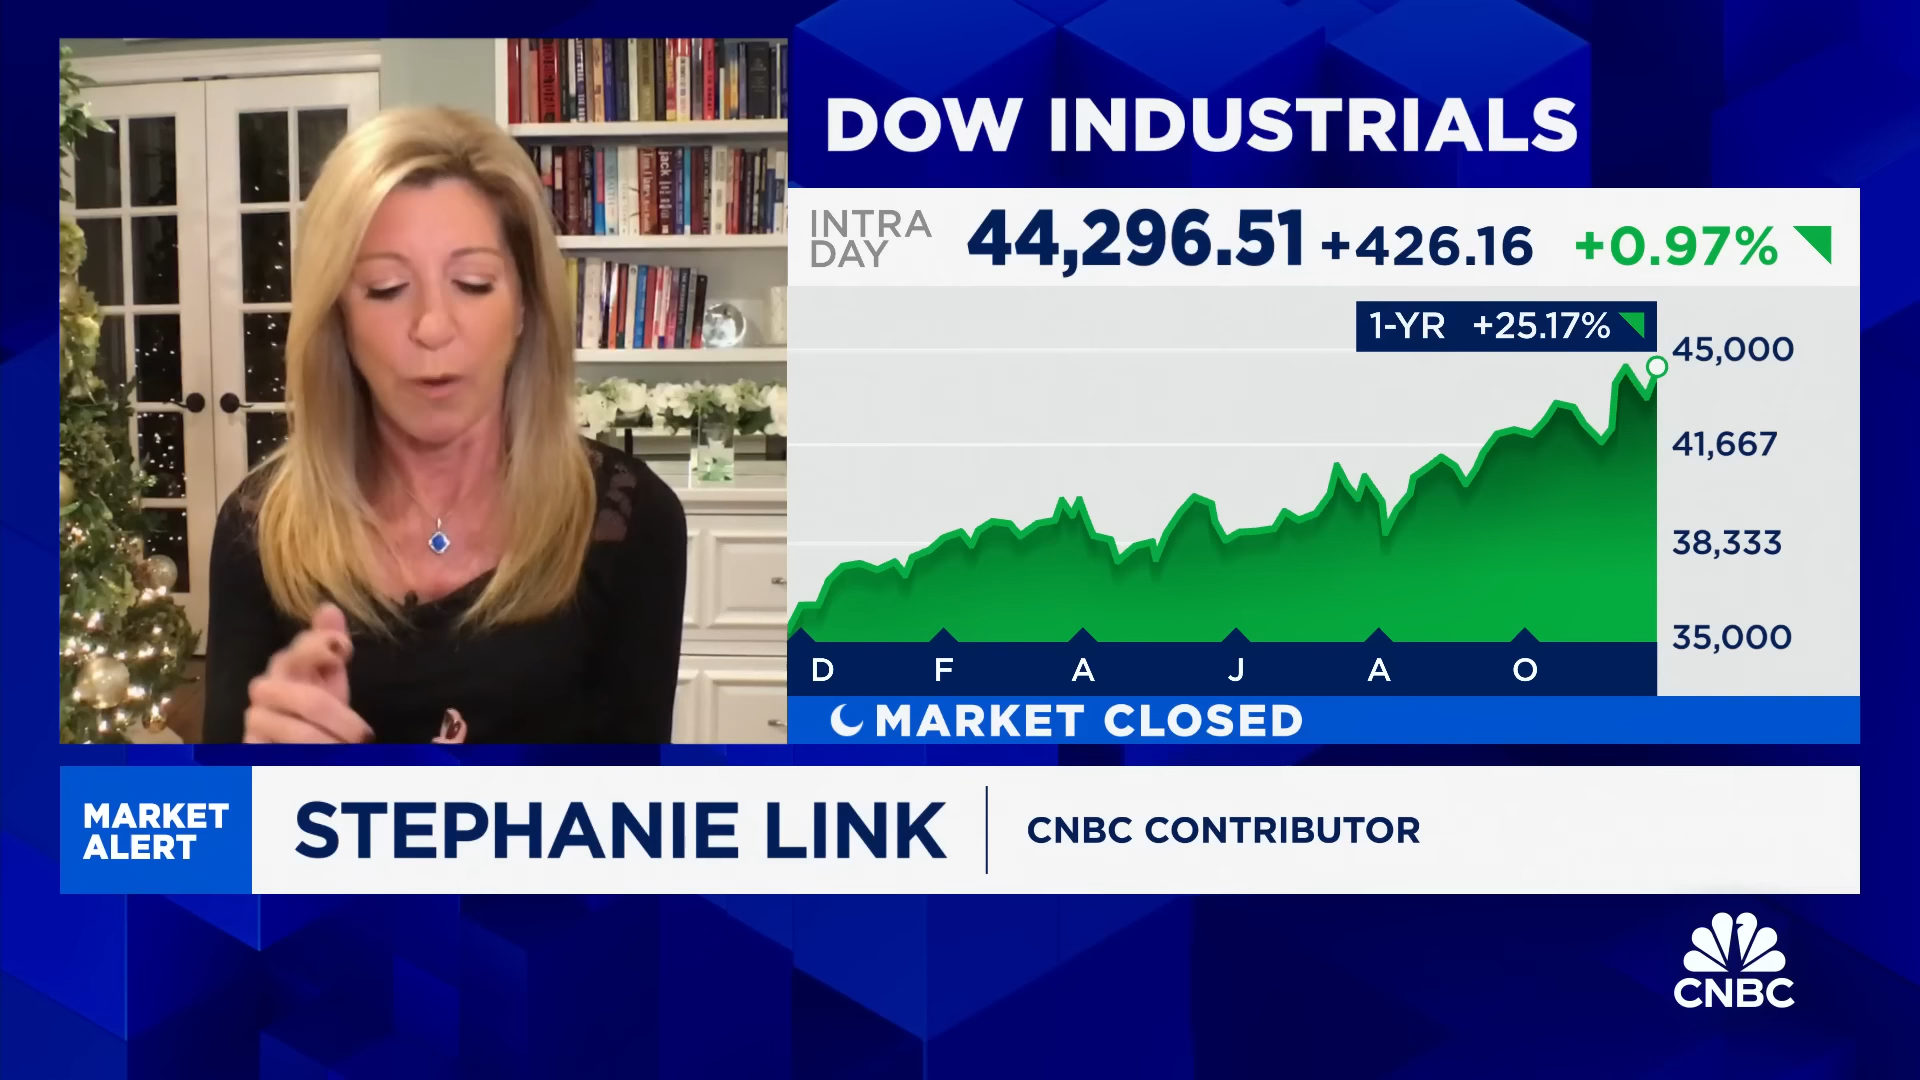 DOW INDUSTRIALS
INTRA
DAY
44,296.51 +426.16 +0.97%
1-YR +25.17%
45,000
41,667
38,333
35,000
D F A J A O
MARKET CLOSED
MARKET
ALERT
STEPHANIE LINK
CNBC CONTRIBUTOR
CNBC
jack